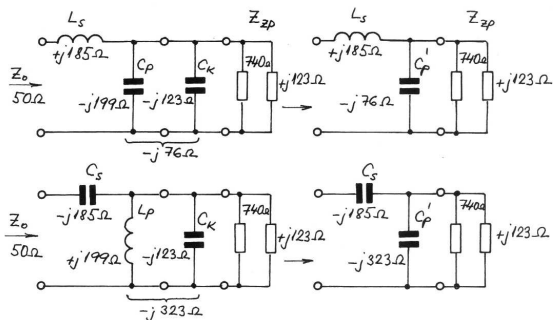 Ls
+j185Ω
Zo
50Ω
Cp
-j199Ω
CK
-j123Ω
-j76Ω
Zzp
740Ω
+j123Ω
Ls
+j185Ω
Cp'
-j76Ω
Zzp
740Ω
+j123Ω
Cs
-j185Ω
Zo
50Ω
Lp
+j199Ω
CK
-j123Ω
-j323Ω
740Ω
+j123Ω
Cs
-j185Ω
Cp'
-j323Ω
740Ω
+j123Ω